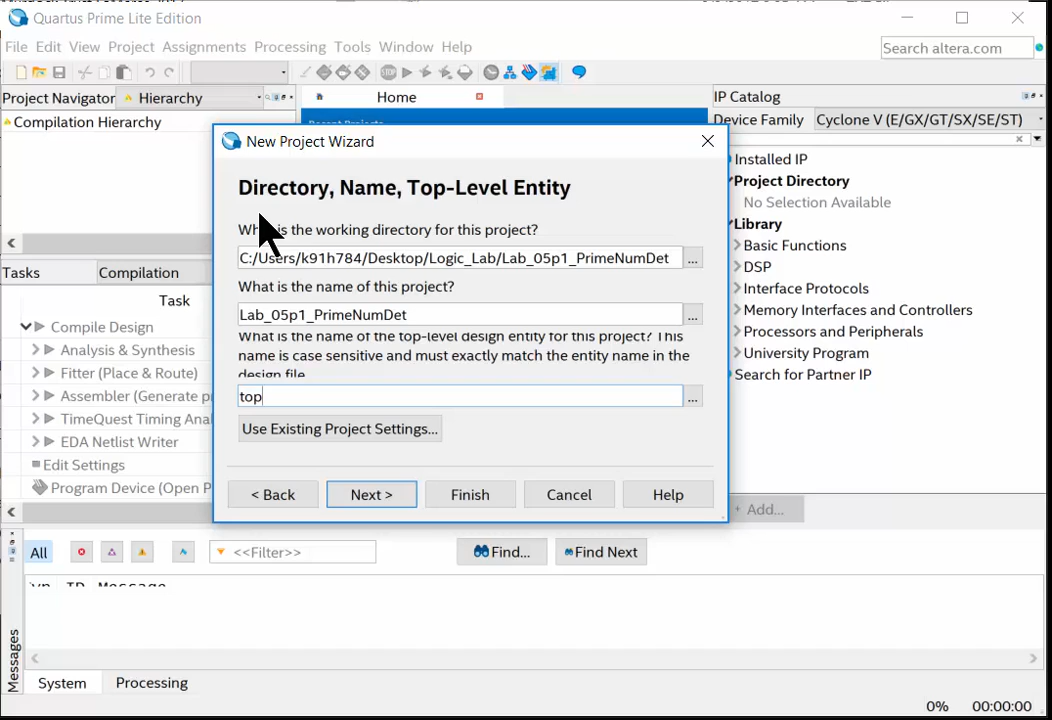 Quartus Prime Lite Edition
File Edit View Project Assignments Processing Tools Window Help
Search altera.com
Project Navigator Hierarchy
Home
IP Catalog
Compilation Hierarchy
Device Family Cyclone V (E/GX/GT/SX/SE/ST)
New Project Wizard
Installed IP
Project Directory
No Selection Available
Library
Basic Functions
DSP
Interface Protocols
Memory Interfaces and Controllers
Processors and Peripherals
University Program
Search for Partner IP
Add...
Directory, Name, Top-Level Entity
What is the working directory for this project?
C:/Users/k91h784/Desktop/Logic_Lab/Lab_05p1_PrimeNumDet
...
What is the name of this project?
Lab_05p1_PrimeNumDet
...
What is the name of the top-level design entity for this project? This
name is case sensitive and must exactly match the entity name in the
design file.
top
...
Use Existing Project Settings...
< Back Next > Finish Cancel Help
Tasks Compilation
Task
Compile Design
Analysis & Synthesis
Fitter (Place & Route)
Assembler (Generate p
TimeQuest Timing Ana
EDA Netlist Writer
Edit Settings
Program Device (Open P
All <<Filter>> Find... Find Next
ID Message
Messages
System Processing
0% 00:00:00